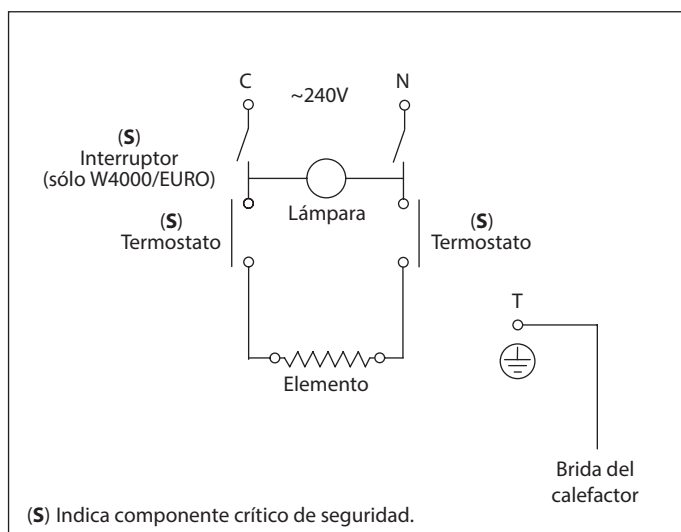 C
~240V
N
(S)
Interruptor
(sólo W4000/EURO)
Lámpara
(S)
Termostato
(S)
Termostato
T
Elemento
Brida del
calefactor
(S) Indica componente crítico de seguridad.